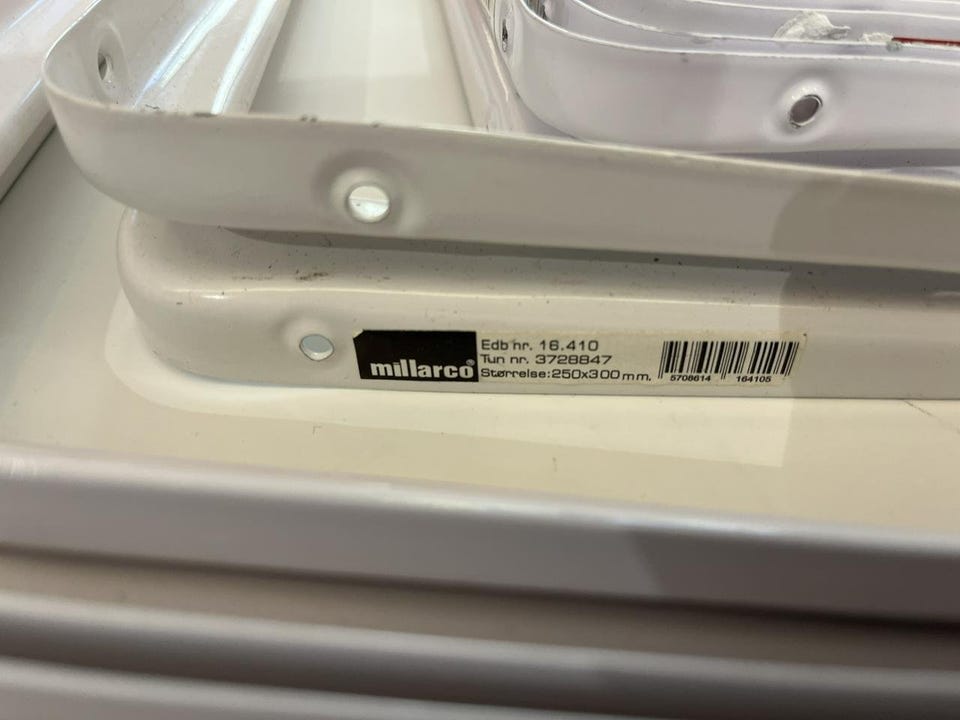 millarco®
Edb nr. 16.410
Tun nr. 3728847
Størrelse:250x300mm.
5708614 164105